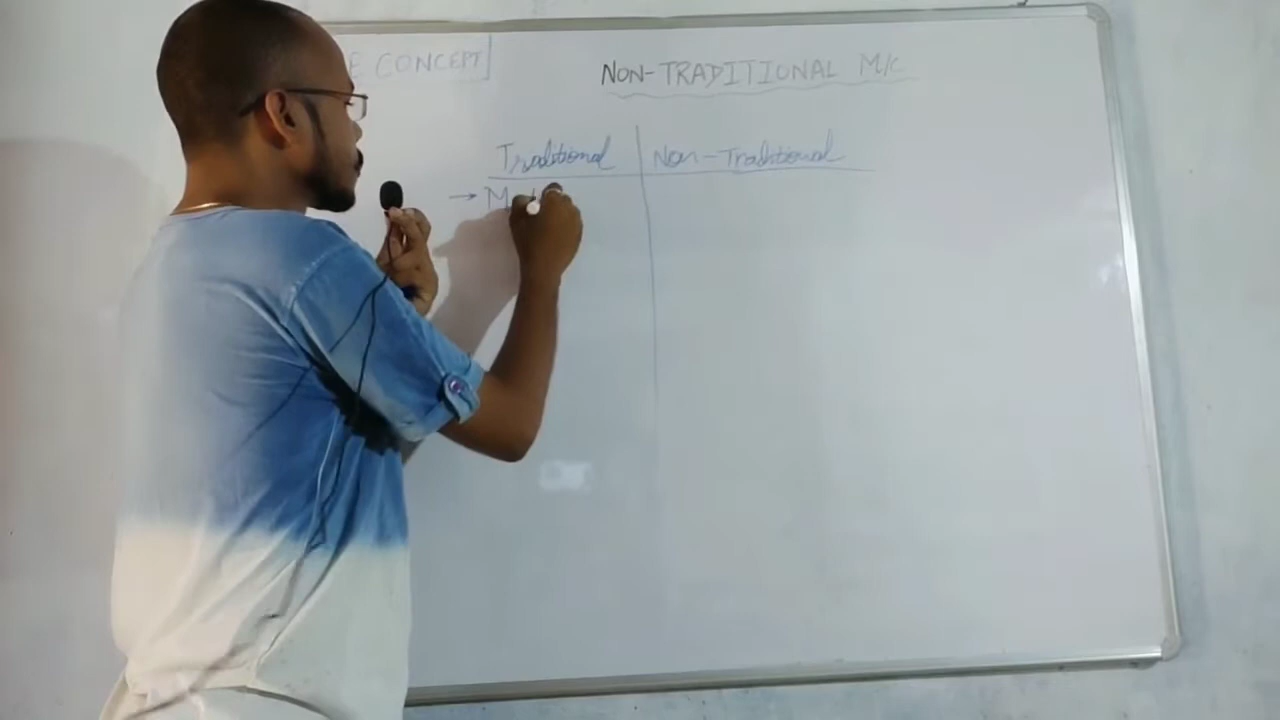 E CONCEPT
NON-TRADITIONAL M/C
Traditional
Non-Traditional
→